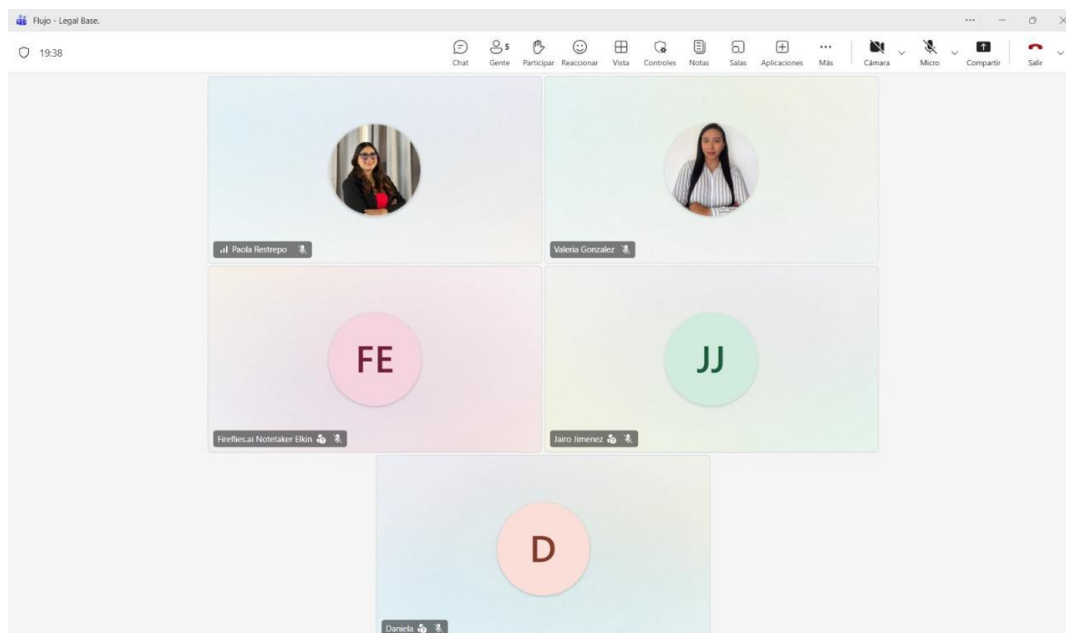 Flujo - Legal Base.
19:38
5
Chat Gente Participar Reaccionar Vista Controles Notas Salas Aplicaciones Más Cámara Micro Compartir Salir
Paola Restrepo
Valeria Gonzalez
FE
JJ
Fireflies.ai Notetaker Elkin
Jairo Jimenez
D
Daniela